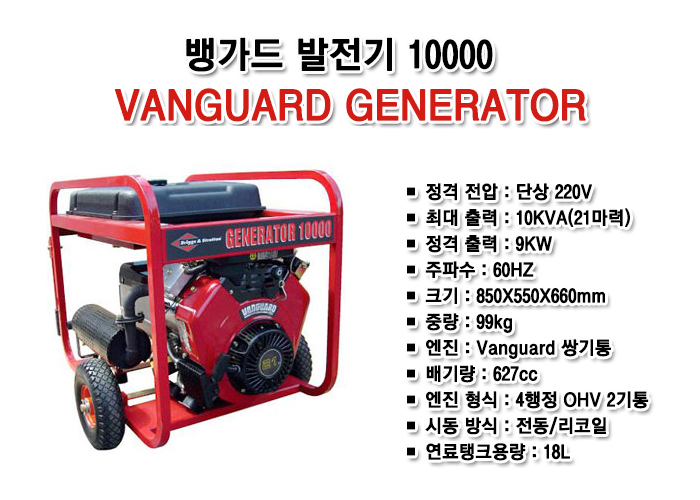 뱅가드 발전기 10000
VANGUARD GENERATOR
Briggs & Stratton
GENERATOR 10000
VANGUARD
21
■ 정격 전압 : 단상 220V
■ 최대 출력 : 10KVA(21마력)
■ 정격 출력 : 9KW
■ 주파수 : 60HZ
■ 크기 : 850X550X660mm
■ 중량 : 99kg
■ 엔진 : Vanguard 쌍기통
■ 배기량 : 627cc
■ 엔진 형식 : 4행정 OHV 2기통
■ 시동 방식 : 전동/리코일
■ 연료탱크용량 : 18L